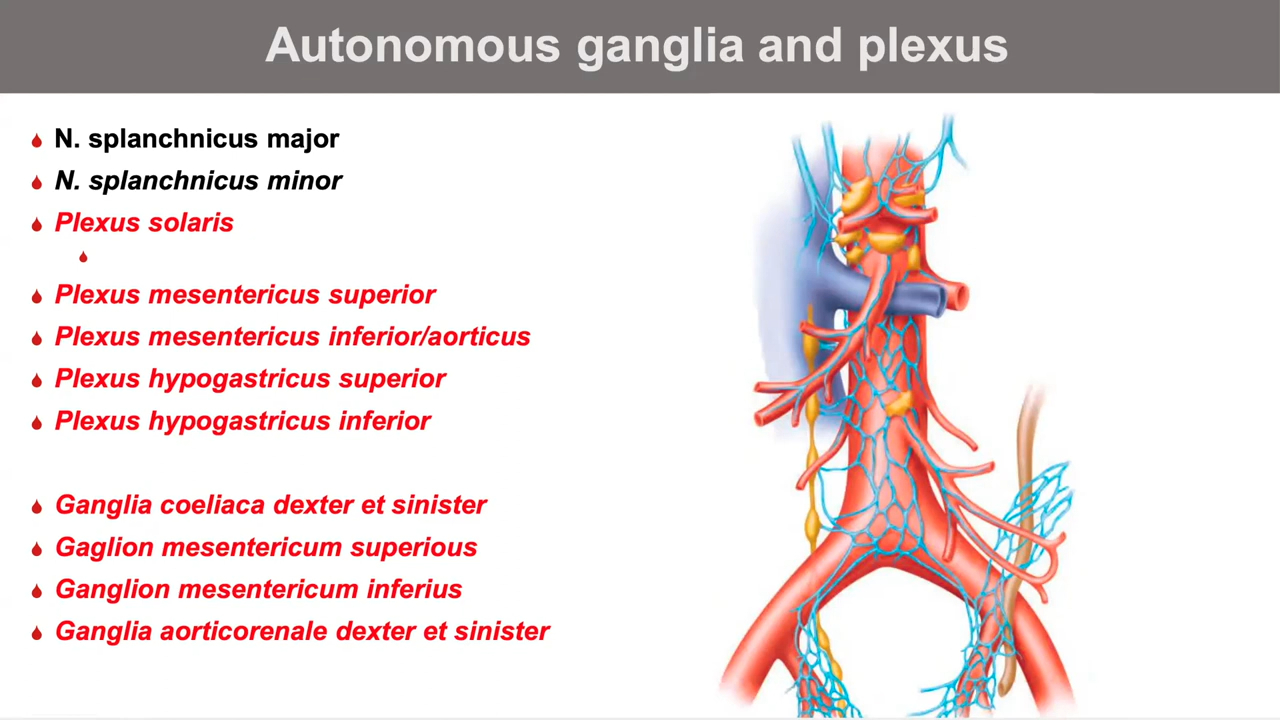 Autonomous ganglia and plexus
N. splanchnicus major
N. splanchnicus minor
Plexus solaris
Plexus mesentericus superior
Plexus mesentericus inferior/aorticus
Plexus hypogastricus superior
Plexus hypogastricus inferior
Ganglia coeliaca dexter et sinister
Gaglion mesentericum superious
Ganglion mesentericum inferius
Ganglia aorticorenale dexter et sinister